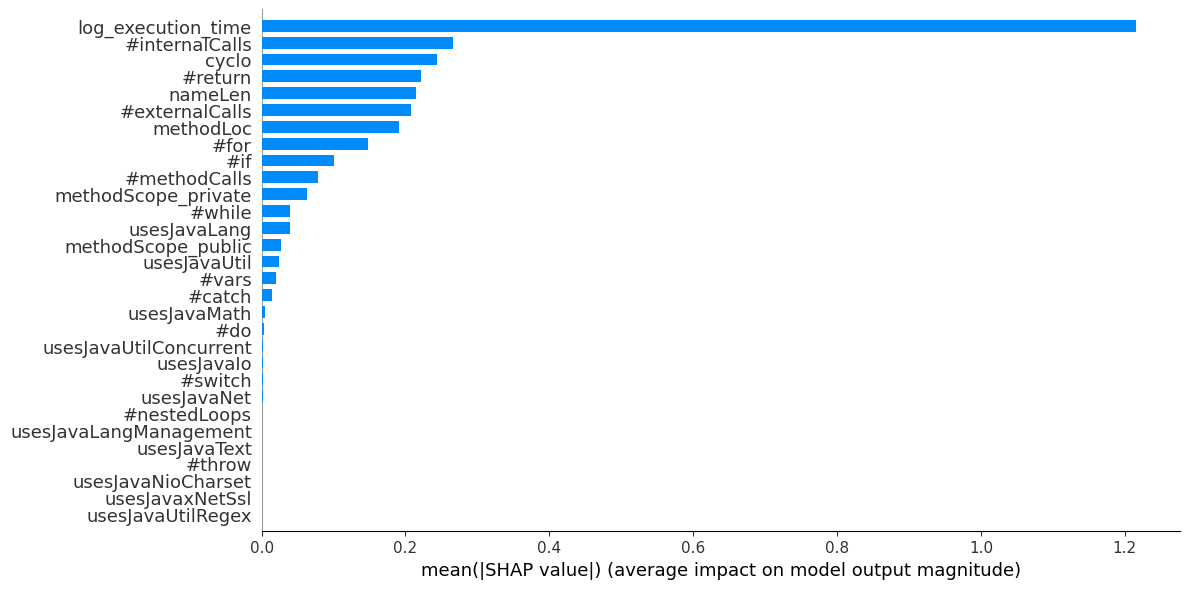 log_execution_time
#internalCalls
cyclo
#return
nameLen
#externalCalls
methodLoc
#for
#if
#methodCalls
methodScope_private
#while
usesJavaLang
methodScope_public
usesJavaUtil
#vars
#catch
usesJavaMath
#do
usesJavaUtilConcurrent
usesJavaIo
#switch
usesJavaNet
#nestedLoops
usesJavaLangManagement
usesJavaText
#throw
usesJavaNioCharset
usesJavaxNetSsl
usesJavaUtilRegex
0.0 0.2 0.4 0.6 0.8 1.0 1.2
mean(|SHAP value|) (average impact on model output magnitude)